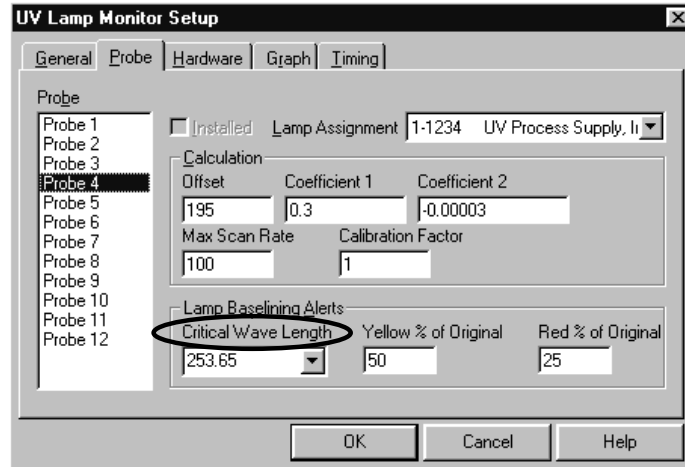 UV Lamp Monitor Setup
General Probe Hardware Graph Timing
Probe
Probe 1
Probe 2
Probe 3
Probe 4
Probe 5
Probe 6
Probe 7
Probe 8
Probe 9
Probe 10
Probe 11
Probe 12
Installed Lamp Assignment 1-1234 UV Process Supply,
Calculation
Offset Coefficient 1 Coefficient 2
195 0.3 -0.00003
Max Scan Rate Calibration Factor
100 1
Lamp Baselining Alerts
Critical Wave Length Yellow % of Original Red % of Original
253.65 50 25
OK Cancel Help